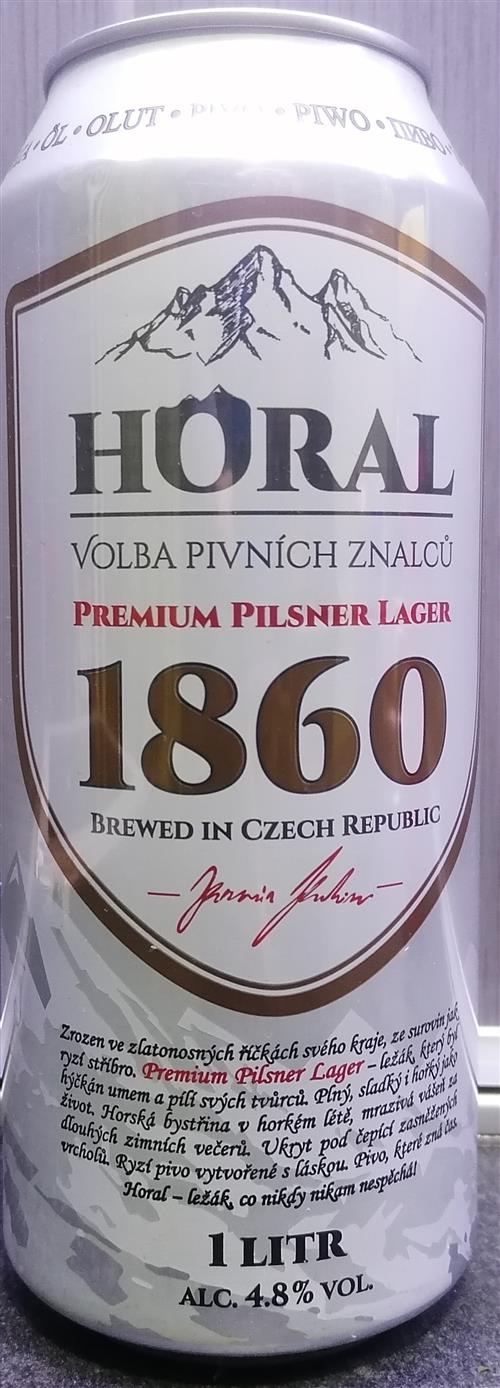 ÖL • OLUT • PIVO • PIWO • ПИВО •
HORAL
VOLBA PIVNÍCH ZNALCŮ
PREMIUM PILSNER LAGER
1860
BREWED IN CZECH REPUBLIC
Zrozen ve zlatonosných říčkách svého kraje, ze surovin jak
ryzí stříbro. Premium Pilsner Lager – ležák, který byl
hýčkán umem a pílí svých tvůrců. Plný, sladký i hořký jako
život. Horská bystřina v horkém létě, mrazivá vášeň za
dlouhých zimních večerů. Ukryt pod čepicí zasněžených
vrcholů. Ryzí pivo vytvořené s láskou. Pivo, které zná čas.
Horal – ležák, co nikdy nikam nespěchá!
1 LITR
ALC. 4.8% VOL.